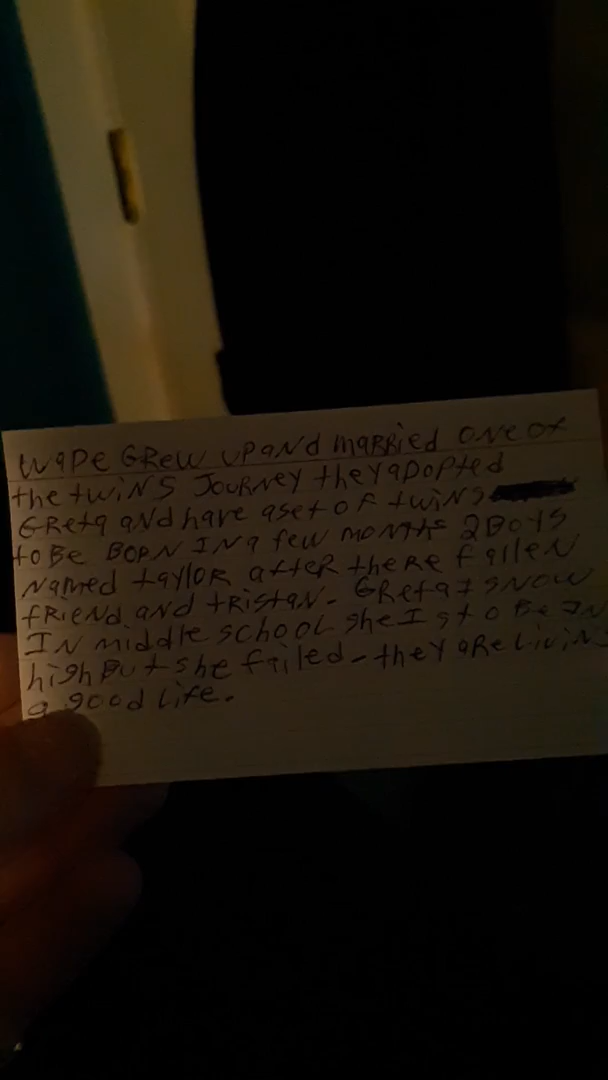 WADE GREW UP AND MARRIED ONE OF
the tWiNS JOURNEY they ADOPTED
GRETA AND have a set OF tWiNS
to BE BORN IN a few MONTHS 2 BOYS
NAMED tAYLOR AFTER thERE FALLEN
FRIEND AND tRISTAN. GRETA IS NOW
IN MiDDLE SCHOOL She IS tO BE IN
high BUt she failed - they ARE LiviNg
a good Life.